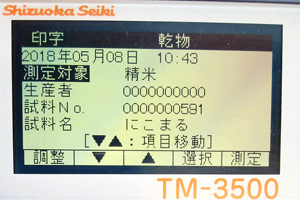 Shizuoka Seiki
印字 乾物
2018年05月08日 10:43
測定対象 精米
生産者 0000000000
試料No. 0000000591
試料名 にこまる
[▼▲:項目移動]
調整 ▼ ▲ 選択 測定
TM-3500